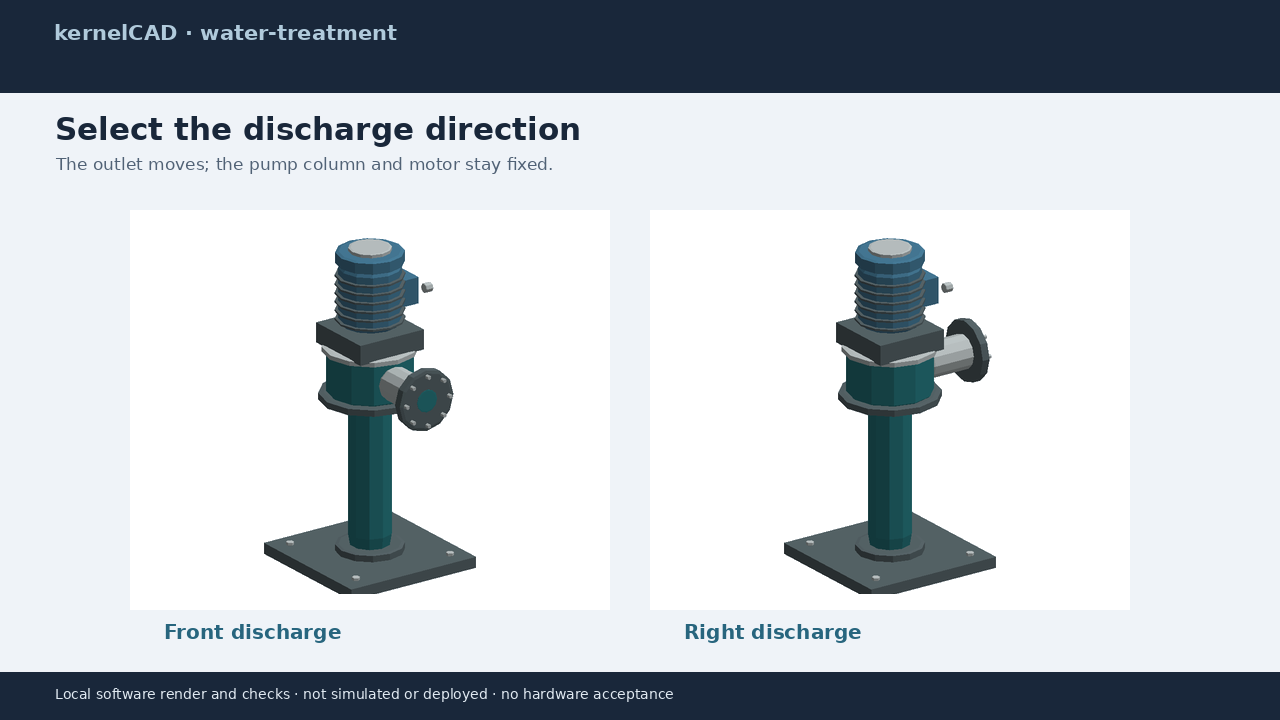 kernelCAD · water-treatment
Select the discharge direction
The outlet moves; the pump column and motor stay fixed.
Front discharge
Right discharge
Local software render and checks · not simulated or deployed · no hardware acceptance